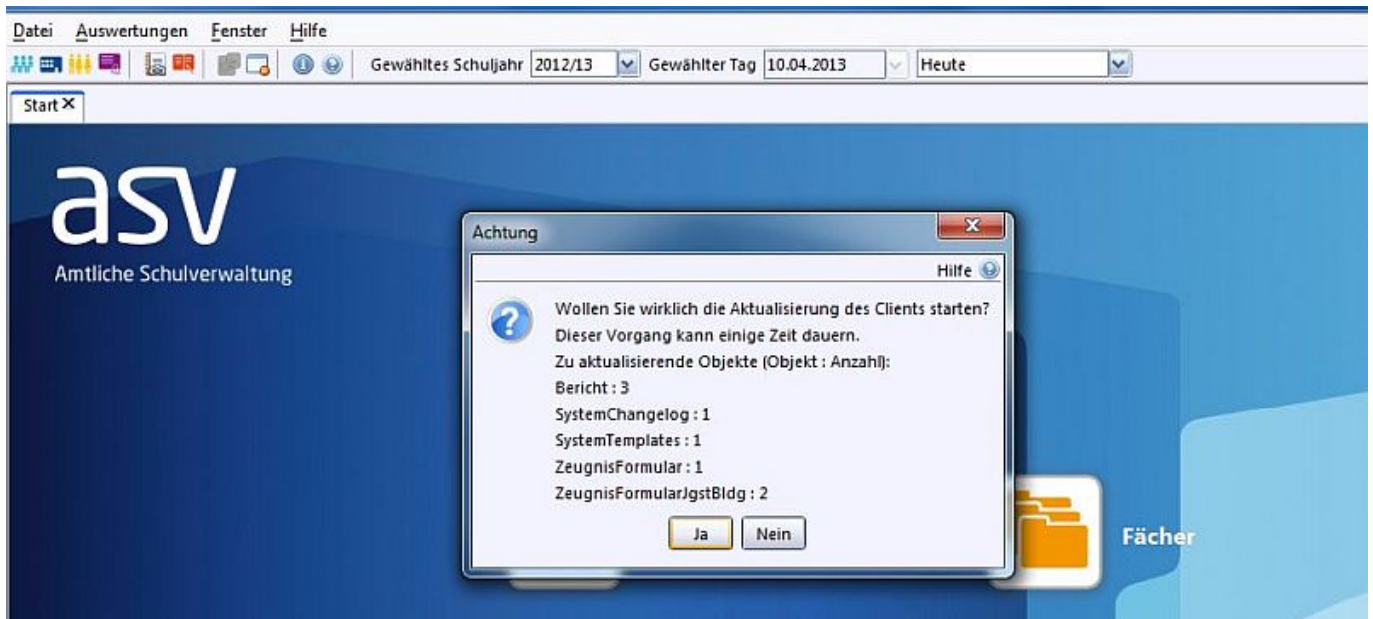 Datei Auswertungen Fenster Hilfe
Gewähltes Schuljahr 2012/13 Gewählter Tag 10.04.2013 Heute
Start
asv
Amtliche Schulverwaltung
Achtung
Hilfe
Wollen Sie wirklich die Aktualisierung des Clients starten?
Dieser Vorgang kann einige Zeit dauern.
Zu aktualisierende Objekte (Objekt : Anzahl):
Bericht : 3
SystemChangelog : 1
SystemTemplates : 1
ZeugnisFormular : 1
ZeugnisFormularJgstBldg : 2
Ja Nein
Fächer